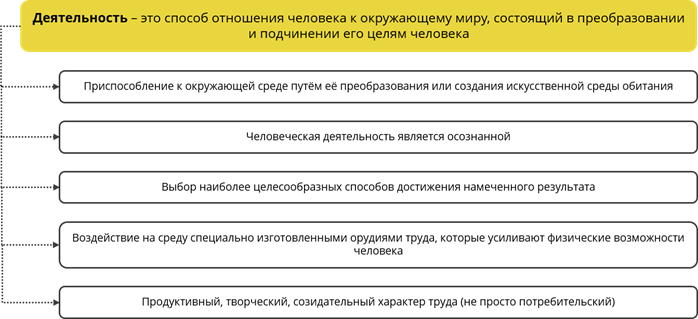 Деятельность – это способ отношения человека к окружающему миру, состоящий в преобразовании
и подчинении его целям человека
Приспособление к окружающей среде путём её преобразования или создания искусственной среды обитания
Человеческая деятельность является осознанной
Выбор наиболее целесообразных способов достижения намеченного результата
Воздействие на среду специально изготовленными орудиями труда, которые усиливают физические возможности
человека
Продуктивный, творческий, созидательный характер труда (не просто потребительский)